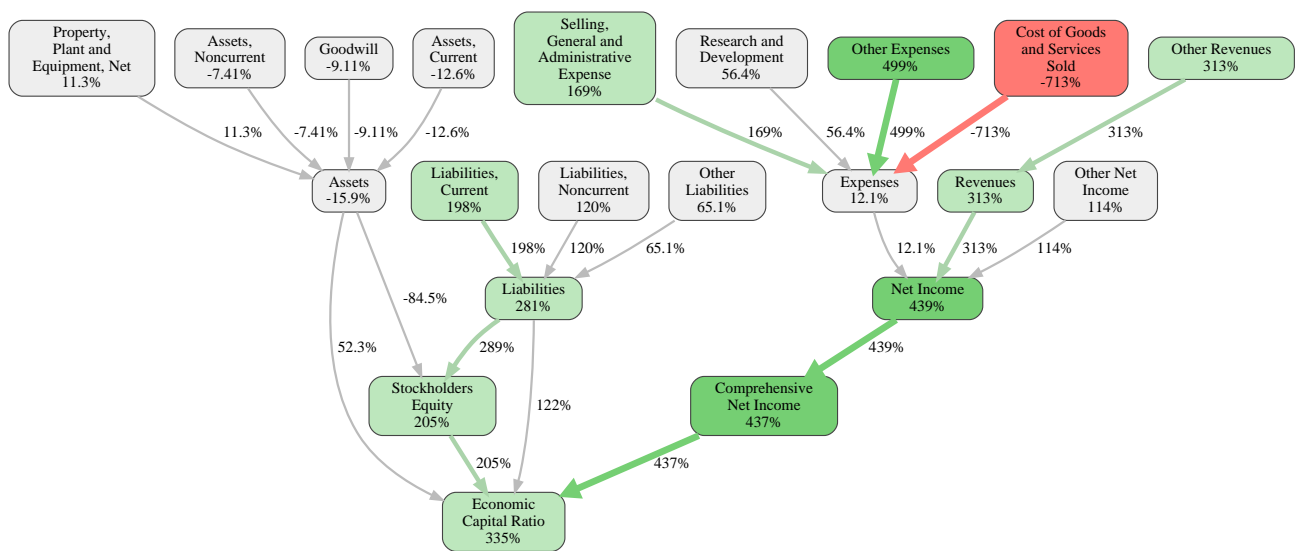 Property,
Plant and
Equipment, Net
11.3%
Assets,
Noncurrent
-7.41%
Goodwill
-9.11%
Assets,
Current
-12.6%
Selling,
General and
Administrative
Expense
169%
Research and
Development
56.4%
Other Expenses
499%
Cost of Goods
and Services
Sold
-713%
Other Revenues
313%
11.3%
-7.41%
-9.11%
-12.6%
169%
56.4%
499%
-713%
313%
Assets
-15.9%
Liabilities,
Current
198%
Liabilities,
Noncurrent
120%
Other
Liabilities
65.1%
Expenses
12.1%
Revenues
313%
Other Net
Income
114%
198%
120%
65.1%
12.1%
313%
114%
Liabilities
281%
Net Income
439%
-84.5%
52.3%
289%
439%
Stockholders
Equity
205%
122%
Comprehensive
Net Income
437%
205%
437%
Economic
Capital Ratio
335%